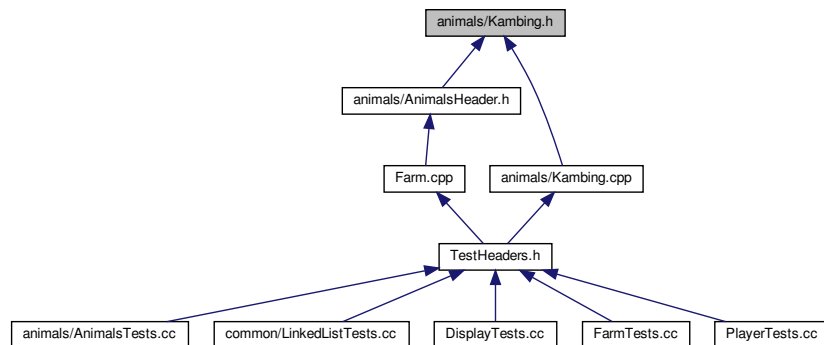 animals/Kambing.h
animals/AnimalsHeader.h
Farm.cpp
animals/Kambing.cpp
TestHeaders.h
animals/AnimalsTests.cc
common/LinkedListTests.cc
DisplayTests.cc
FarmTests.cc
PlayerTests.cc